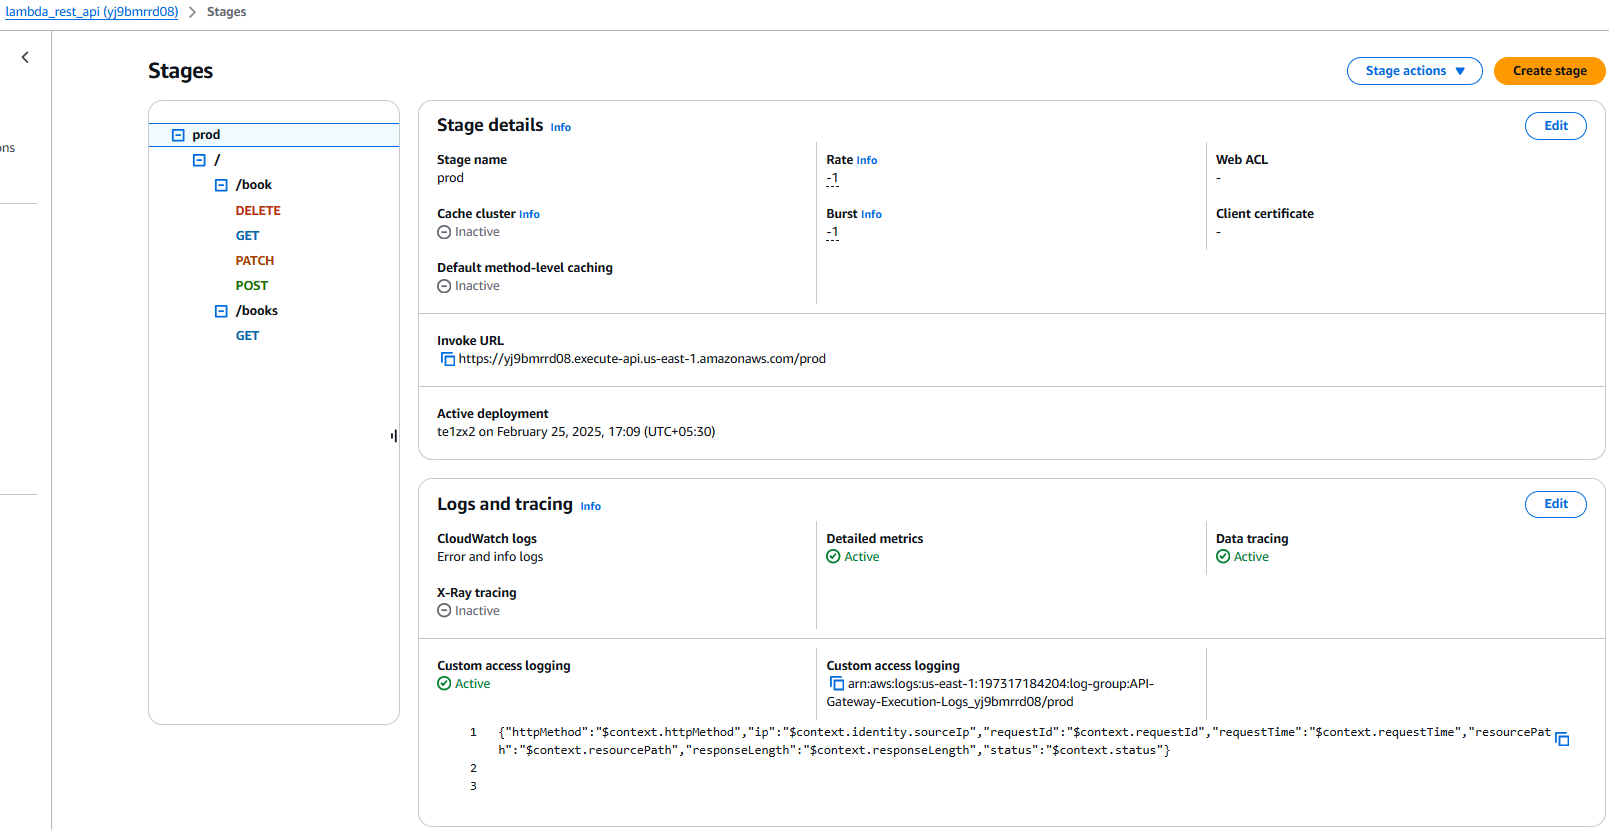 lambda_rest_api (yj9bmrrd08) > Stages
ons
Stages
Stage actions
Create stage
prod
/
/book
DELETE
GET
PATCH
POST
/books
GET
Stage details Info
Edit
Stage name
prod
Rate Info
-1
Web ACL
-
Cache cluster Info
Inactive
Burst Info
-1
Client certificate
-
Default method-level caching
Inactive
Invoke URL
https://yj9bmrrd08.execute-api.us-east-1.amazonaws.com/prod
Active deployment
te1zx2 on February 25, 2025, 17:09 (UTC+05:30)
Logs and tracing Info
Edit
CloudWatch logs
Error and info logs
Detailed metrics
Active
Data tracing
Active
X-Ray tracing
Inactive
Custom access logging
Active
Custom access logging
arn:aws:logs:us-east-1:197317184204:log-group:API-
Gateway-Execution-Logs_yj9bmrrd08/prod
1 {"httpMethod":"$context.httpMethod","ip":"$context.identity.sourceIp","requestId":"$context.requestId","requestTime":"$context.requestTime","resourcePat
h":"$context.resourcePath","responseLength":"$context.responseLength","status":"$context.status"}
2
3